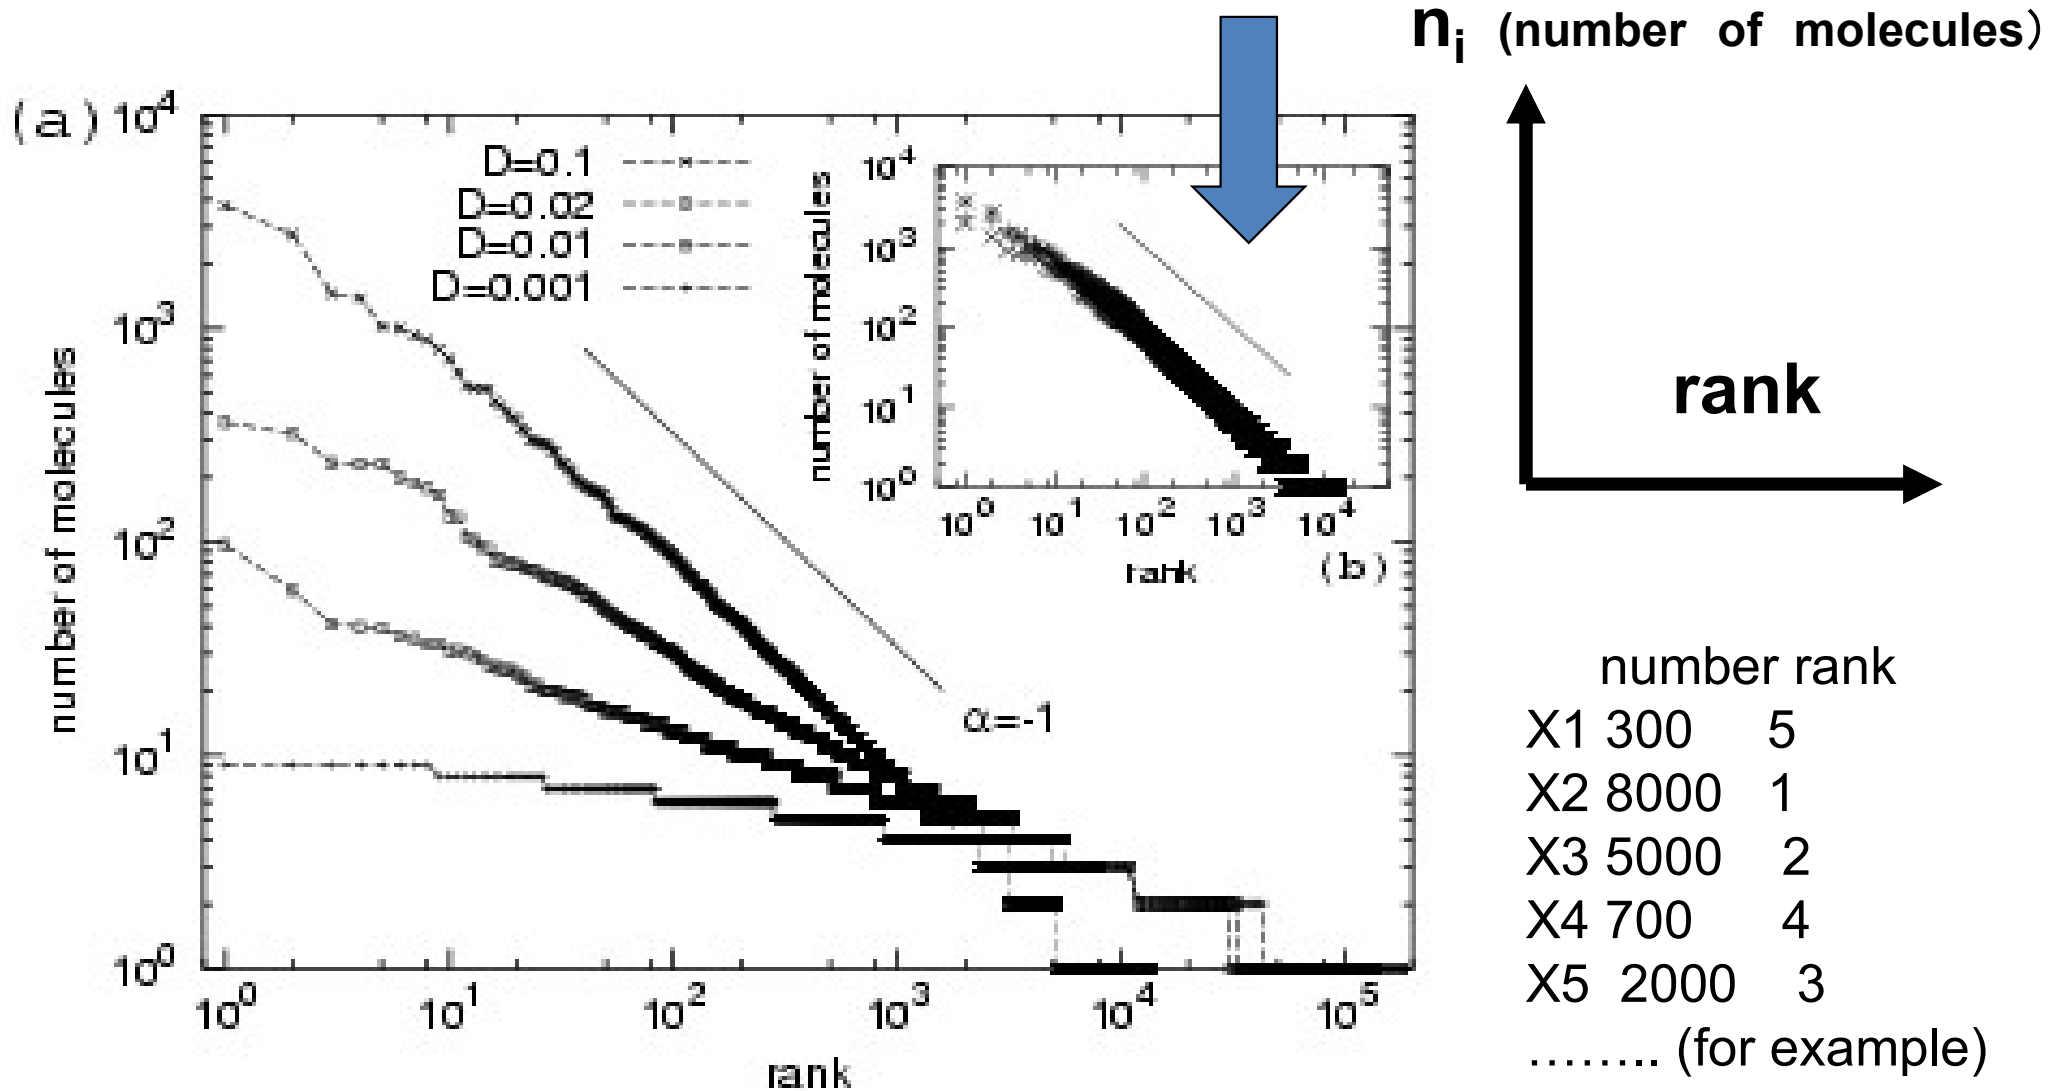 nᵢ (number of molecules）
(a)
10⁴
10³
10²
10¹
10⁰
number of molecules
D=0.1
D=0.02
D=0.01
D=0.001
α=-1
10⁰ 10¹ 10² 10³ 10⁴ 10⁵
rank
number of molecules
10⁴
10³
10²
10¹
10⁰
10⁰ 10¹ 10² 10³ 10⁴
rank
(b)
rank
number rank
X1 300 5
X2 8000 1
X3 5000 2
X4 700 4
X5 2000 3
…….. (for example)